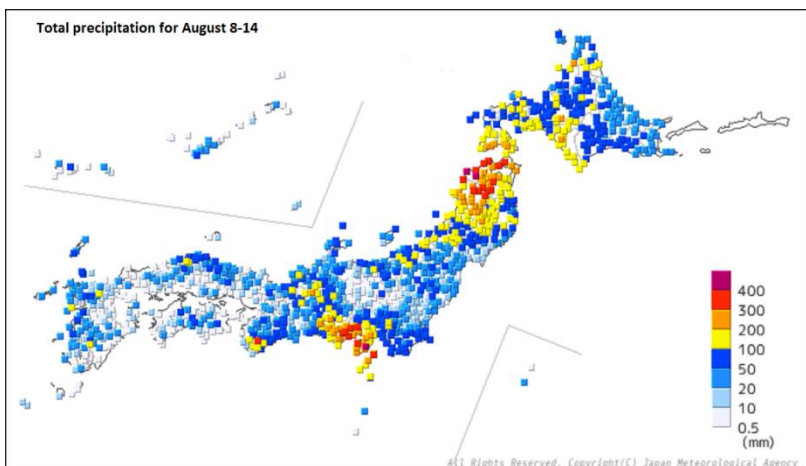 Total precipitation for August 8-14
400
300
200
100
50
20
10
0.5
(mm)
All Rights Reserved. Copyright(C) Japan Meteorological Agency